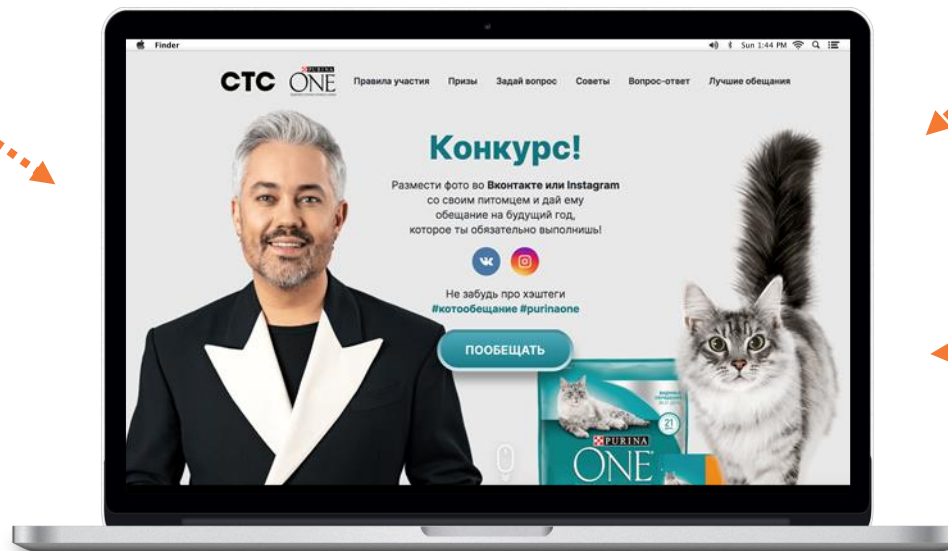 Finder
Sun 1:44 PM
СТС PURINA ONE Правила участия Призы Задай вопрос Советы Вопрос-ответ Лучшие обещания
Конкурс!
Размести фото во Вконтакте или Instagram
со своим питомцем и дай ему
обещание на будущий год,
которое ты обязательно выполнишь!
Не забудь про хэштеги
#котообещание #purinaone
ПООБЕЩАТЬ
21
PURINA
ONE